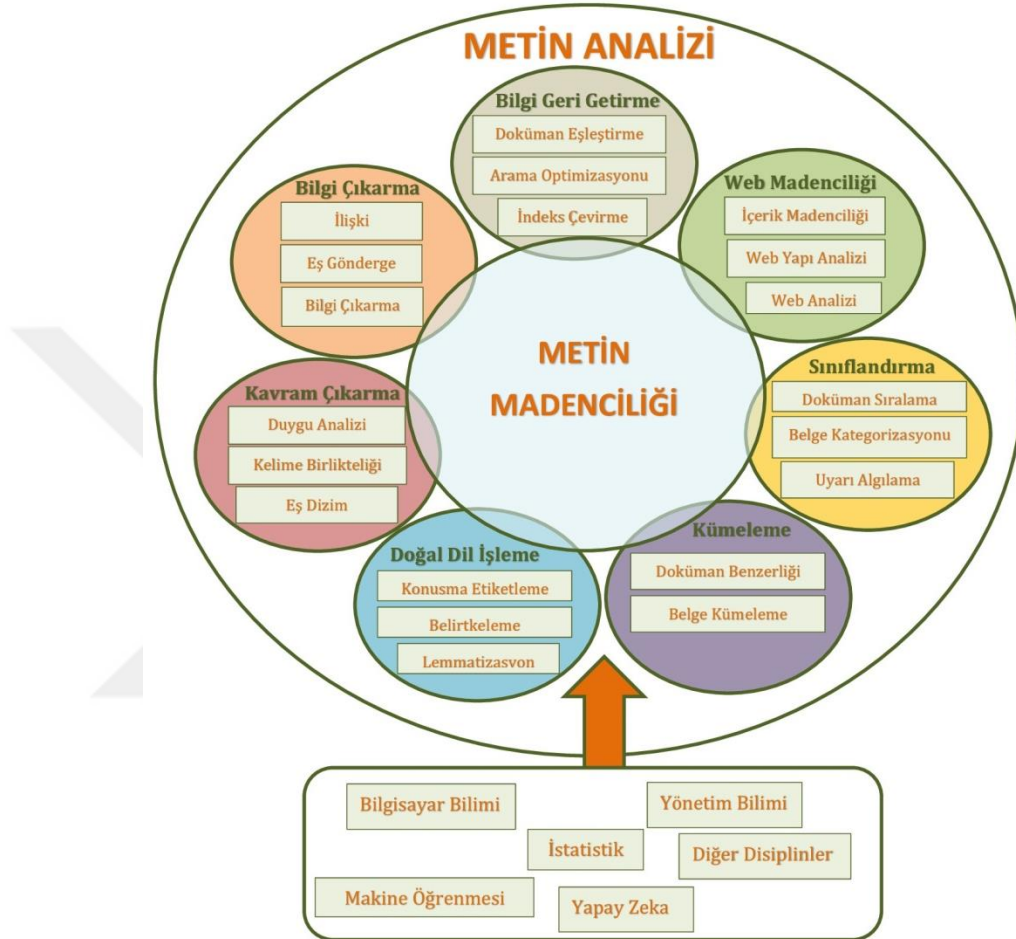 METİN ANALİZİ
Bilgi Geri Getirme
Doküman Eşleştirme
Arama Optimizasyonu
İndeks Çevirme
Bilgi Çıkarma
İlişki
Eş Gönderge
Bilgi Çıkarma
Web Madenciliği
İçerik Madenciliği
Web Yapı Analizi
Web Analizi
METİN
MADENCİLİĞİ
Kavram Çıkarma
Duygu Analizi
Kelime Birlikteliği
Eş Dizim
Sınıflandırma
Doküman Sıralama
Belge Kategorizasyonu
Uyarı Algılama
Doğal Dil İşleme
Konusma Etiketleme
Belirtkeleme
Lemmatizasvon
Kümeleme
Doküman Benzerliği
Belge Kümeleme
Bilgisayar Bilimi
Yönetim Bilimi
İstatistik
Diğer Disiplinler
Makine Öğrenmesi
Yapay Zeka